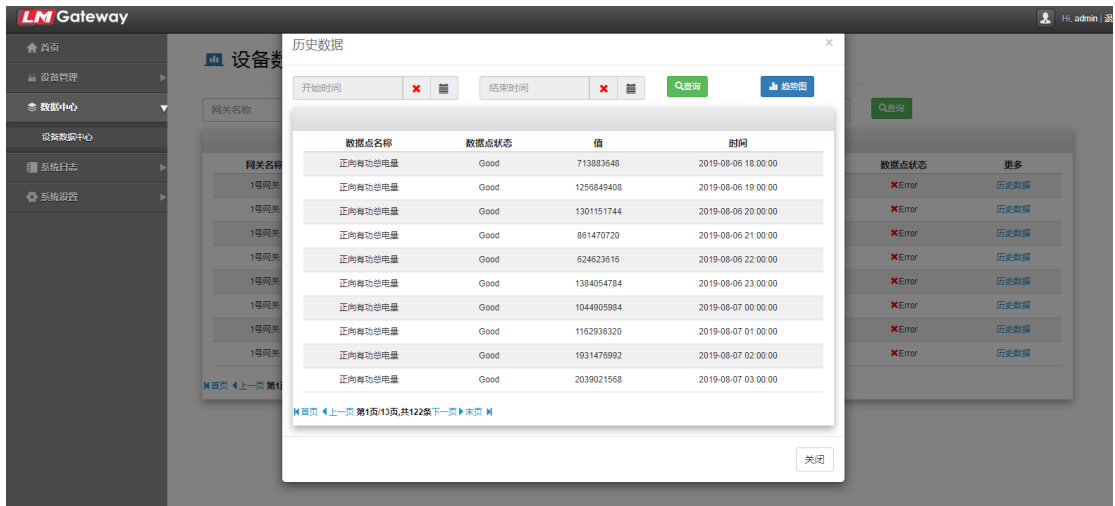 LM Gateway
Hi, admin | 退
首页
设备管理
数据中心
设备数据中心
系统日志
系统设置
设备数
网关名称
查询
网关名称 数据点状态 更多
1号网关 Error 历史数据
1号网关 Error 历史数据
1号网关 Error 历史数据
1号网关 Error 历史数据
1号网关 Error 历史数据
1号网关 Error 历史数据
1号网关 Error 历史数据
1号网关 Error 历史数据
首页 上一页 第1页
历史数据 ×
开始时间 结束时间 查询 趋势图
数据点名称 数据点状态 值 时间
正向有功总电量 Good 713883648 2019-08-06 18:00:00
正向有功总电量 Good 1256849408 2019-08-06 19:00:00
正向有功总电量 Good 1301151744 2019-08-06 20:00:00
正向有功总电量 Good 861470720 2019-08-06 21:00:00
正向有功总电量 Good 624623616 2019-08-06 22:00:00
正向有功总电量 Good 1384054784 2019-08-06 23:00:00
正向有功总电量 Good 1044905984 2019-08-07 00:00:00
正向有功总电量 Good 1162936320 2019-08-07 01:00:00
正向有功总电量 Good 1931476992 2019-08-07 02:00:00
正向有功总电量 Good 2039021568 2019-08-07 03:00:00
首页 上一页 第1页/13页,共122条 下一页 末页
关闭